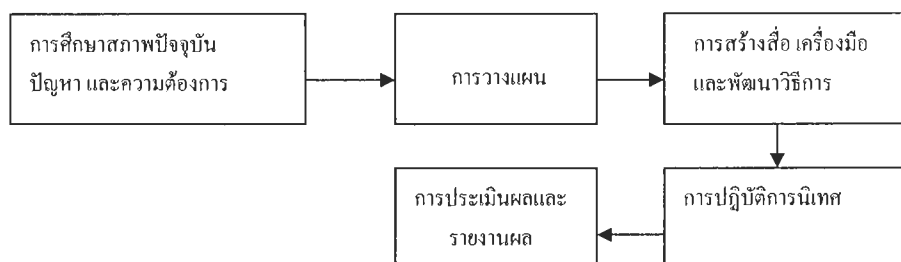 การศึกษาสภาพปัจจุบัน
ปัญหา และความต้องการ
การวางแผน
การสร้างสื่อ เครื่องมือ
และพัฒนาวิธีการ
การปฏิบัติการนิเทศ
การประเมินผลและ
รายงานผล